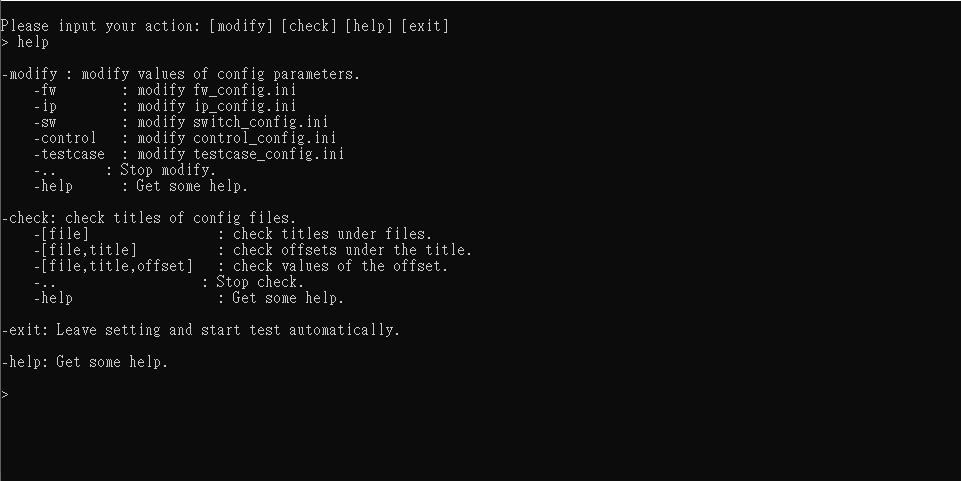 Please input your action: [modify] [check] [help] [exit]
> help
-modify : modify values of config parameters.
-fw : modify fw_config.ini
-ip : modify ip_config.ini
-sw : modify switch_config.ini
-control : modify control_config.ini
-testcase : modify testcase_config.ini
-.. : Stop modify.
-help : Get some help.
-check: check titles of config files.
-[file] : check titles under files.
-[file,title] : check offsets under the title.
-[file,title,offset] : check values of the offset.
-.. : Stop check.
-help : Get some help.
-exit: Leave setting and start test automatically.
-help: Get some help.
>